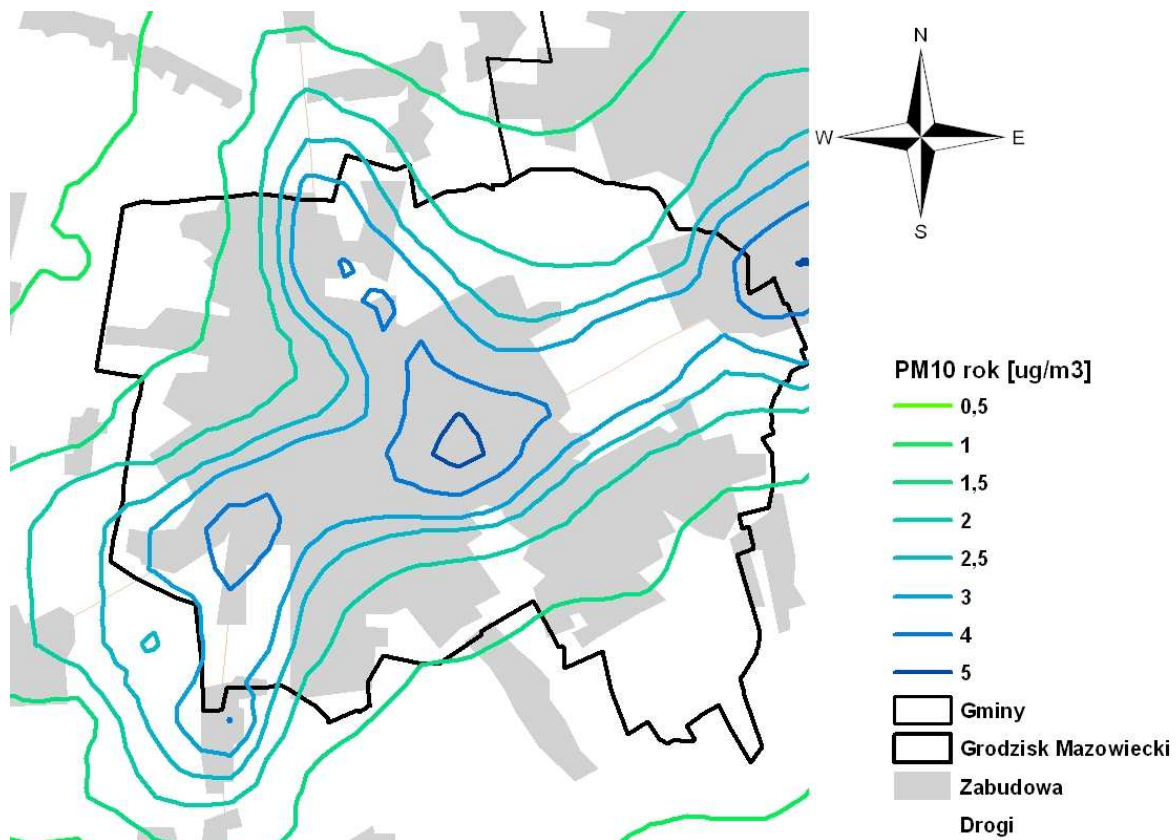 N
W E
S
PM10 rok [ug/m3]
0,5
1
1,5
2
2,5
3
4
5
Gminy
Grodzisk Mazowiecki
Zabudowa
Drogi